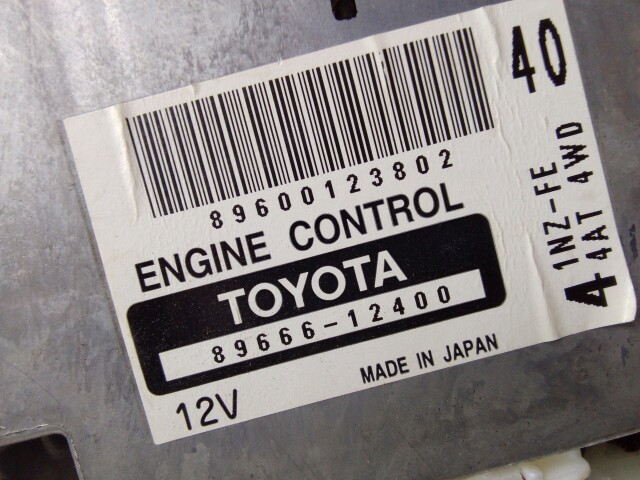 40
89600123802
ENGINE CONTROL
TOYOTA
89666-12400
12V
MADE IN JAPAN
1NZ-FE
4AT 4WD
4